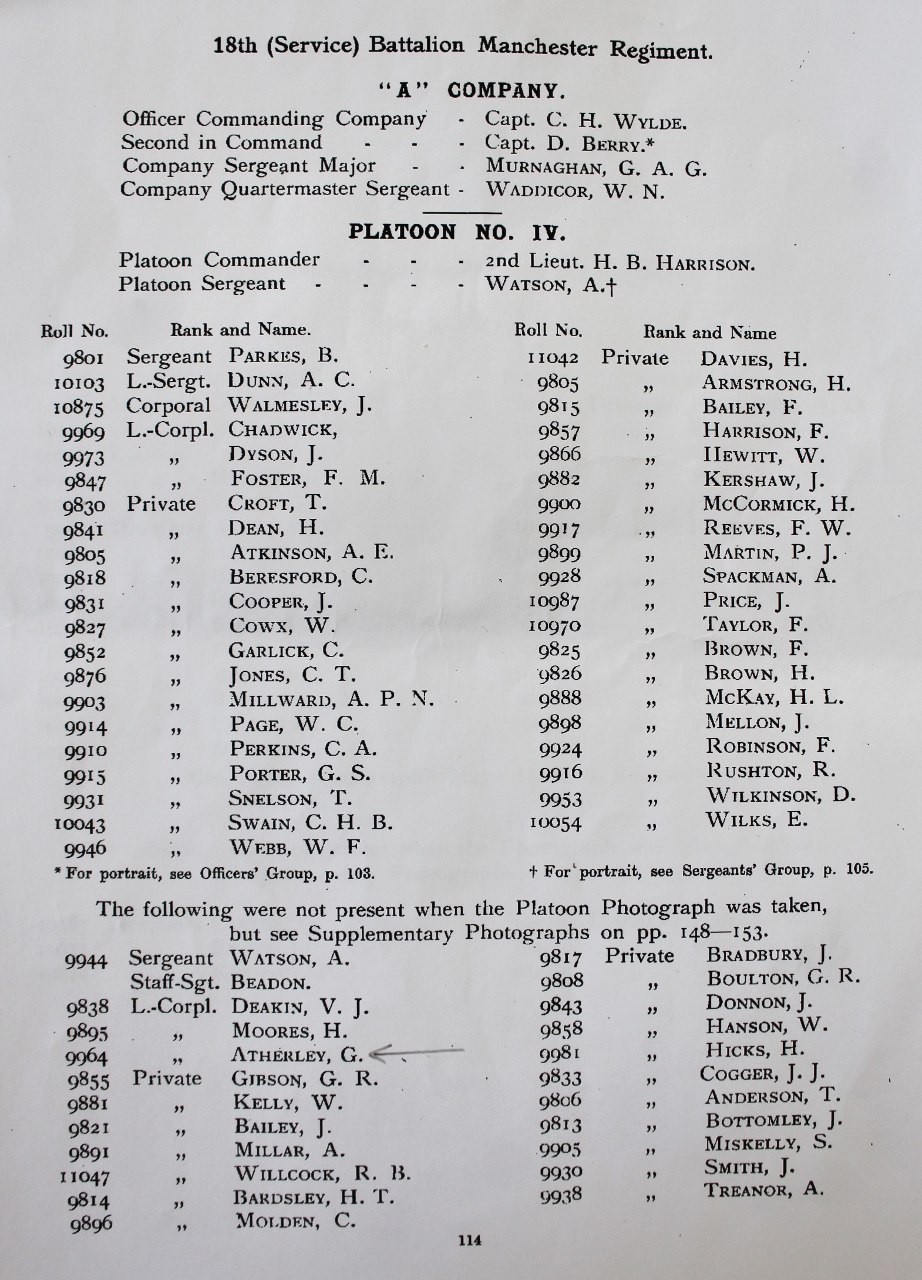 18th (Service) Battalion Manchester Regiment.
"A" COMPANY.
Officer Commanding Company - Capt. C. H. WYLDE.
Second in Command - - - Capt. D. BERRY.*
Company Sergeant Major - - MURNAGHAN, G. A. G.
Company Quartermaster Sergeant - WADDICOR, W. N.
PLATOON NO. IV.
Platoon Commander - - - 2nd Lieut. H. B. HARRISON.
Platoon Sergeant - - - - WATSON, A.†
Roll No. Rank and Name.
9801 Sergeant PARKES, B.
10103 L.-Sergt. DUNN, A. C.
10875 Corporal WALMESLEY, J.
9969 L.-Corpl. CHADWICK,
9973 ,, DYSON, J.
9847 ,, FOSTER, F. M.
9830 Private CROFT, T.
9841 ,, DEAN, H.
9805 ,, ATKINSON, A. E.
9818 ,, BERESFORD, C.
9831 ,, COOPER, J.
9827 ,, COWX, W.
9852 ,, GARLICK, C.
9876 ,, JONES, C. T.
9903 ,, MILLWARD, A. P. N.
9914 ,, PAGE, W. C.
9910 ,, PERKINS, C. A.
9915 ,, PORTER, G. S.
9931 ,, SNELSON, T.
10043 ,, SWAIN, C. H. B.
9946 ,, WEBB, W. F.
Roll No. Rank and Name
11042 Private DAVIES, H.
9805 ,, ARMSTRONG, H.
9815 ,, BAILEY, F.
9857 ,, HARRISON, F.
9866 ,, HEWITT, W.
9882 ,, KERSHAW, J.
9900 ,, MCCORMICK, H.
9917 ,, REEVES, F. W.
9899 ,, MARTIN, P. J.
9928 ,, SPACKMAN, A.
10987 ,, PRICE, J.
10970 ,, TAYLOR, F.
9825 ,, BROWN, F.
9826 ,, BROWN, H.
9888 ,, MCKAY, H. L.
9898 ,, MELLON, J.
9924 ,, ROBINSON, F.
9916 ,, RUSHTON, R.
9953 ,, WILKINSON, D.
10054 ,, WILKS, E.
* For portrait, see Officers' Group, p. 103.
† For portrait, see Sergeants' Group, p. 105.
The following were not present when the Platoon Photograph was taken,
but see Supplementary Photographs on pp. 148—153.
9944 Sergeant WATSON, A.
Staff-Sgt. BEADON.
9838 L.-Corpl. DEAKIN, V. J.
9895 ,, MOORES, H.
9964 ,, ATHERLEY, G.
9855 Private GIBSON, G. R.
9881 ,, KELLY, W.
9821 ,, BAILEY, J.
9891 ,, MILLAR, A.
11047 ,, WILLCOCK, R. B.
9814 ,, BARDSLEY, H. T.
9896 ,, MOLDEN, C.
9817 Private BRADBURY, J.
9808 ,, BOULTON, G. R.
9843 ,, DONNON, J.
9858 ,, HANSON, W.
9981 ,, HICKS, H.
9833 ,, COGGER, J. J.
9806 ,, ANDERSON, T.
9813 ,, BOTTOMLEY, J.
9905 ,, MISKELLY, S.
9930 ,, SMITH, J.
9938 ,, TREANOR, A.
114